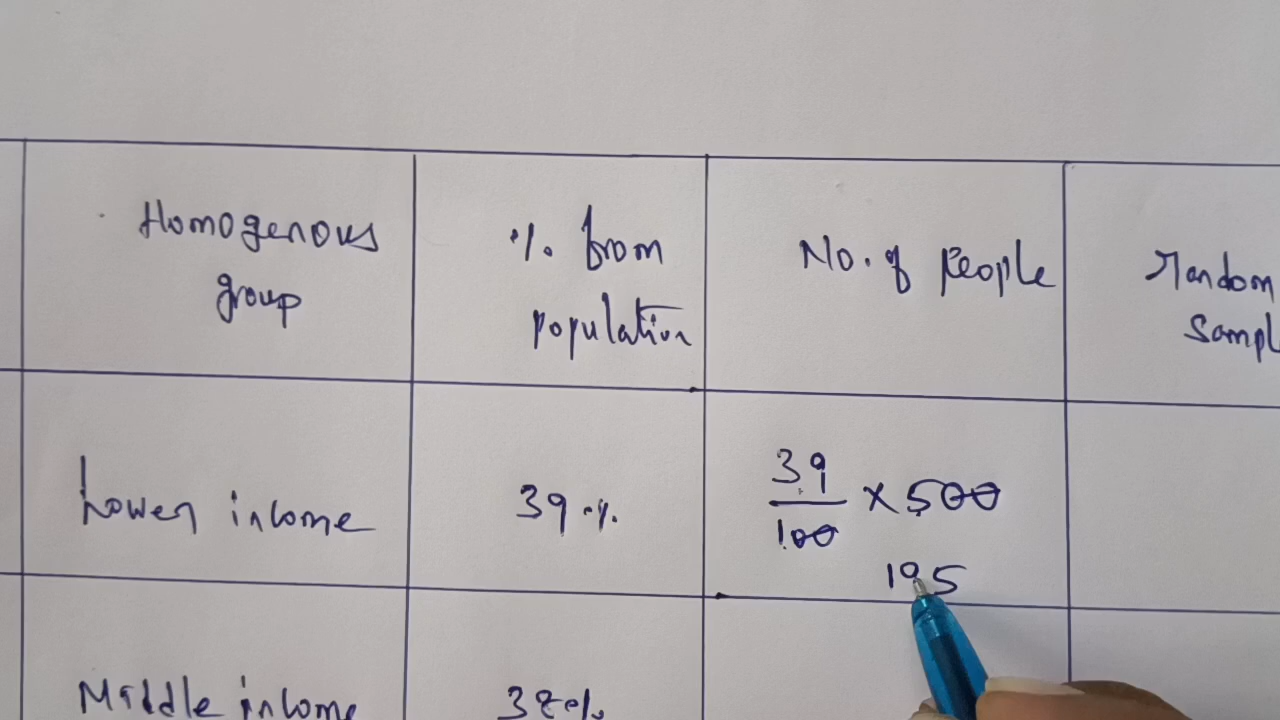 Homogenous
group
% from
population
No. of People
random
Sampl
Lower income
39 %
39
100
× 500
195
Middle income
38%